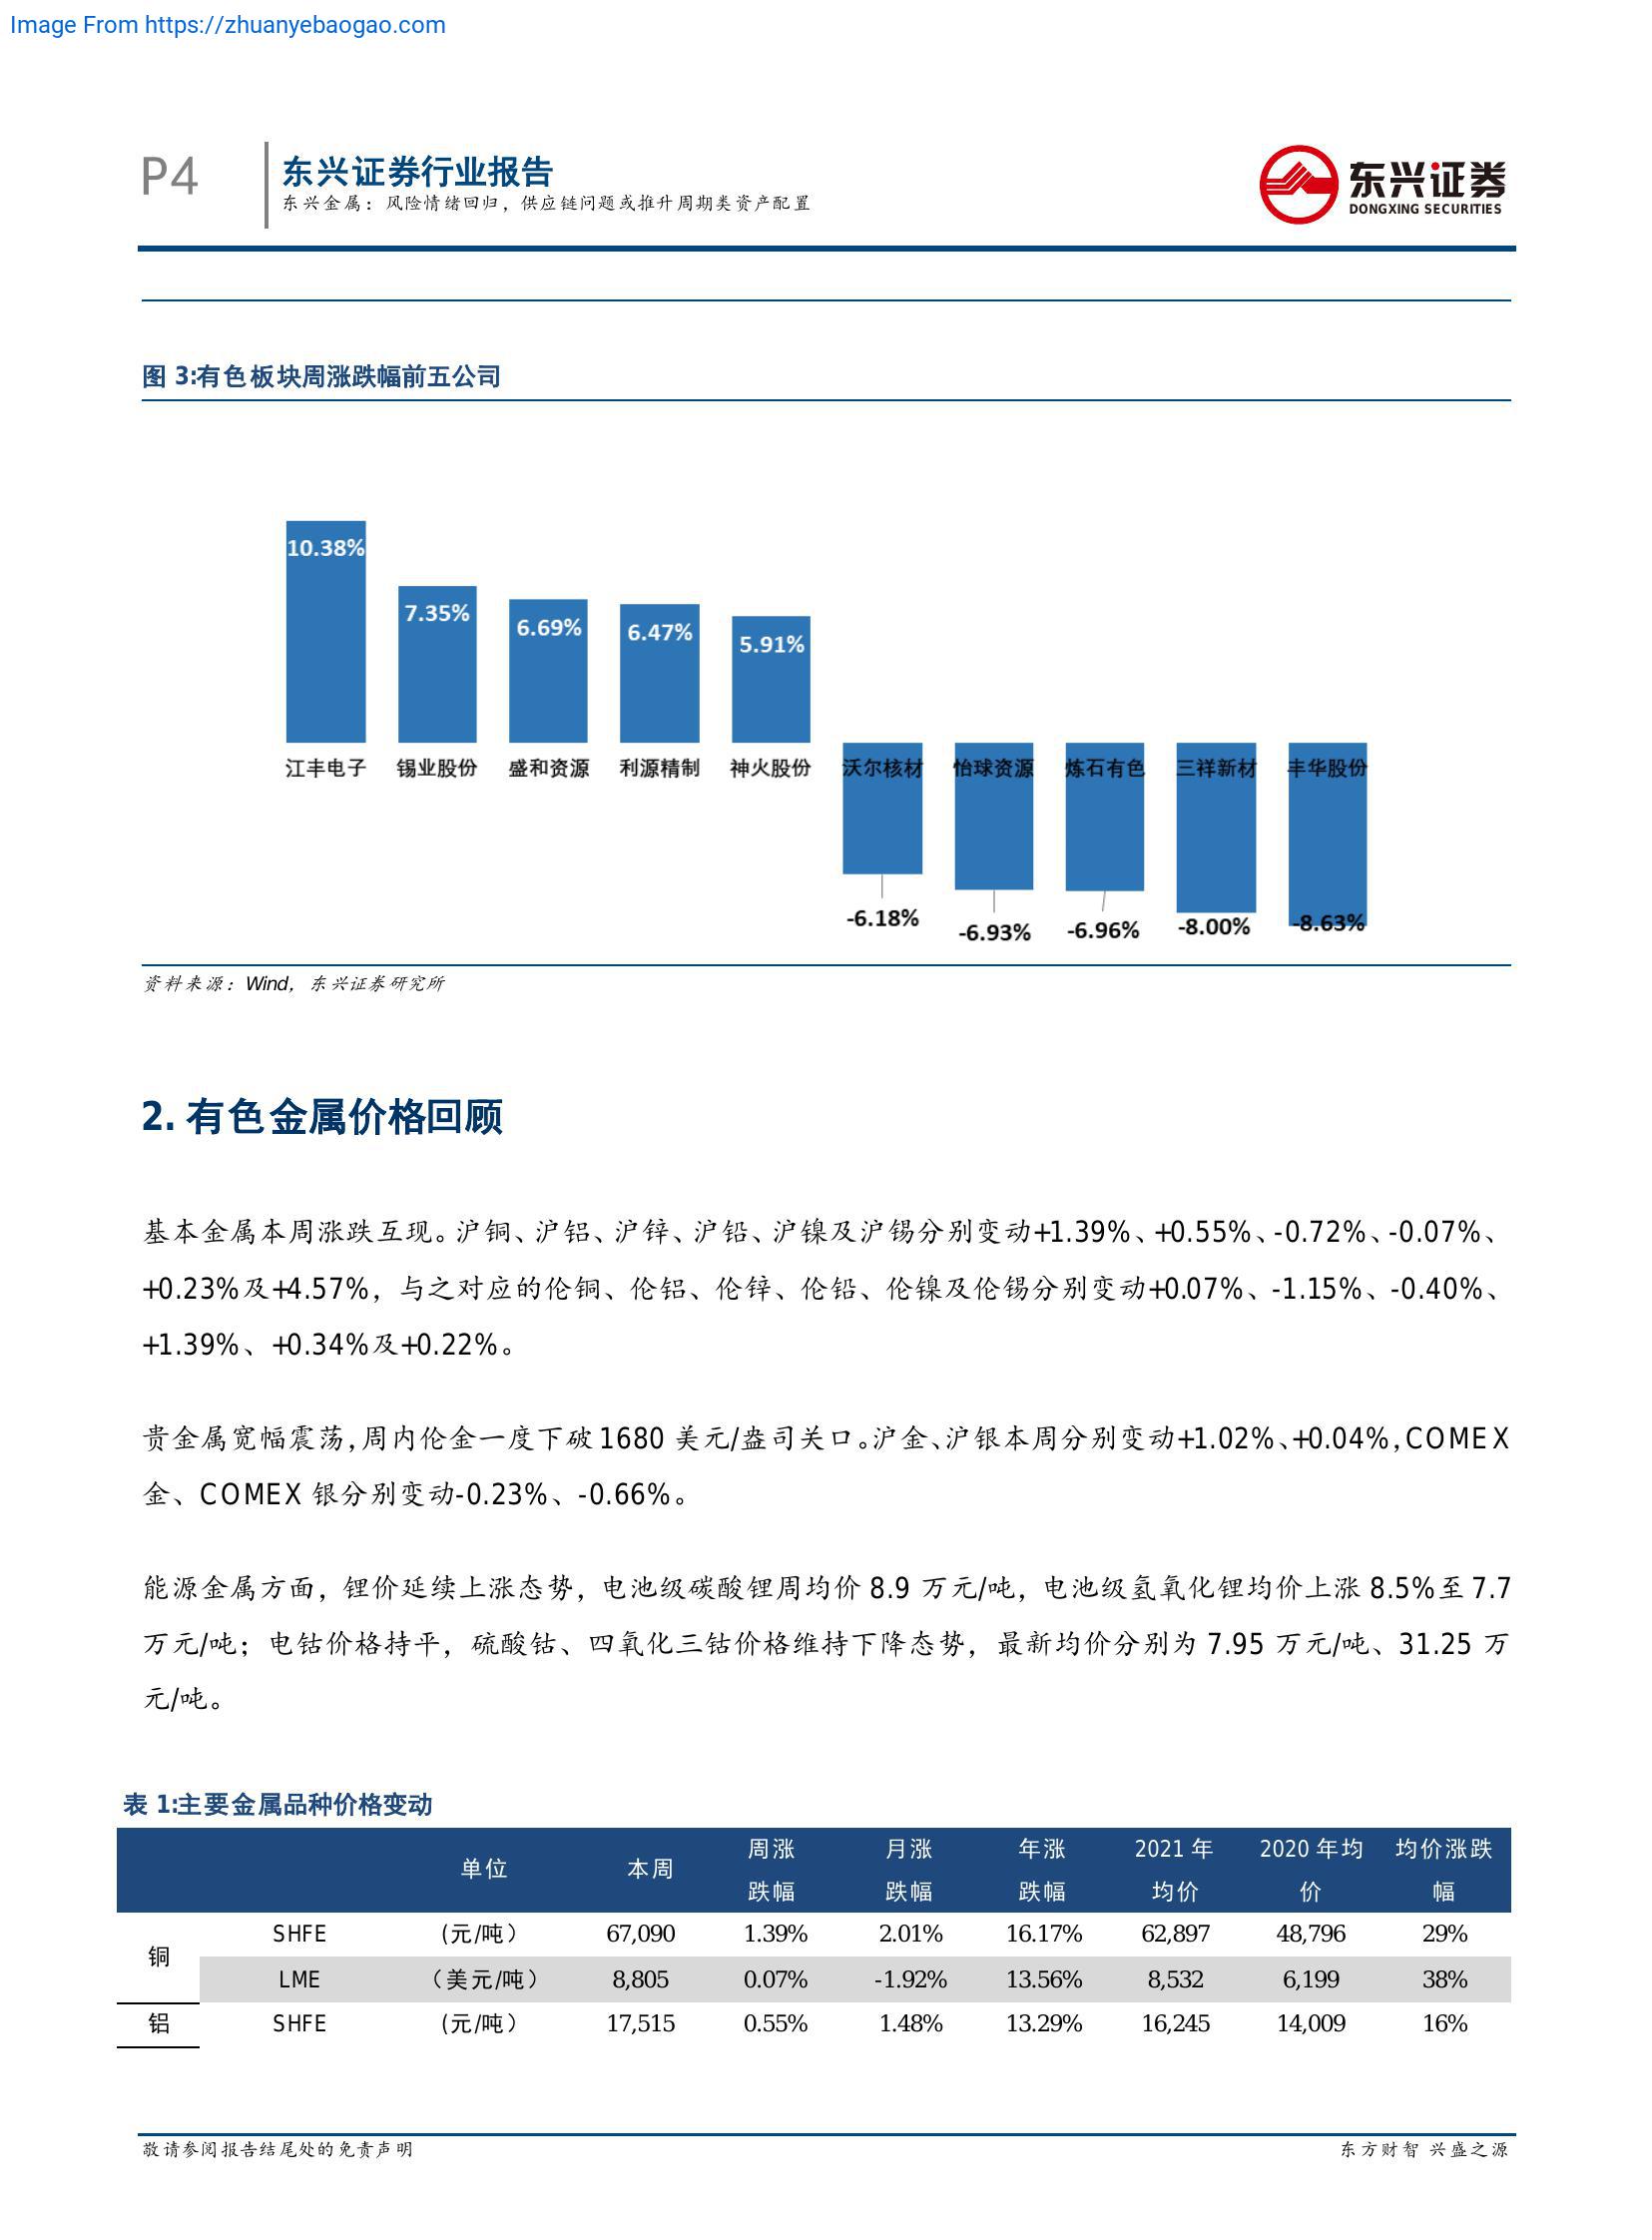 Image From https://zhuanyebaogao.com
P4
东兴证券行业报告
东兴金属：风险情绪回归，供应链问题或推升周期类资产配置
东兴证券
DONGXING SECURITIES
图 3:有色板块周涨跌幅前五公司
10.38%
7.35%
6.69%
6.47%
5.91%
江丰电子 锡业股份 盛和资源 利源精制 神火股份 沃尔核材 怡球资源 炼石有色 三祥新材 丰华股份
-6.18% -6.93% -6.96% -8.00% -8.63%
资料来源：Wind，东兴证券研究所
2. 有色金属价格回顾
基本金属本周涨跌互现。沪铜、沪铝、沪锌、沪铅、沪镍及沪锡分别变动+1.39%、+0.55%、-0.72%、-0.07%、
+0.23%及+4.57%，与之对应的伦铜、伦铝、伦锌、伦铅、伦镍及伦锡分别变动+0.07%、-1.15%、-0.40%、
+1.39%、+0.34%及+0.22%。
贵金属宽幅震荡，周内伦金一度下破1680 美元/盎司关口。沪金、沪银本周分别变动+1.02%、+0.04%，COMEX
金、COMEX 银分别变动-0.23%、-0.66%。
能源金属方面，锂价延续上涨态势，电池级碳酸锂周均价 8.9 万元/吨，电池级氢氧化锂均价上涨 8.5%至 7.7
万元/吨；电钴价格持平，硫酸钴、四氧化三钴价格维持下降态势，最新均价分别为 7.95 万元/吨、31.25 万
元/吨。
表 1:主要金属品种价格变动
单位 本周 周涨跌幅 月涨跌幅 年涨跌幅 2021 年均价 2020 年均价 均价涨跌幅
铜 SHFE (元/吨） 67,090 1.39% 2.01% 16.17% 62,897 48,796 29%
LME （美元/吨） 8,805 0.07% -1.92% 13.56% 8,532 6,199 38%
铝 SHFE (元/吨） 17,515 0.55% 1.48% 13.29% 16,245 14,009 16%
敬请参阅报告结尾处的免责声明
东方财智 兴盛之源